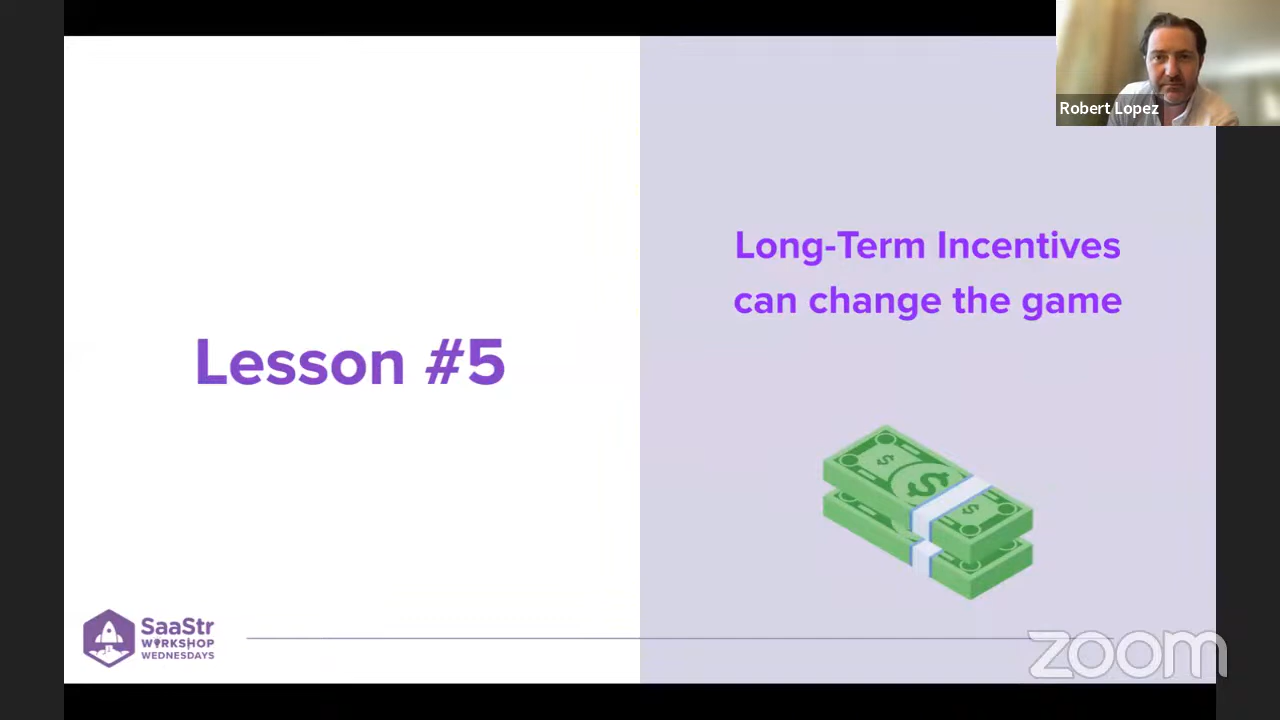 Robert Lopez
Lesson #5
Long-Term Incentives
can change the game
SaaStr
WORKSHOP
WEDNESDAYS
zoom